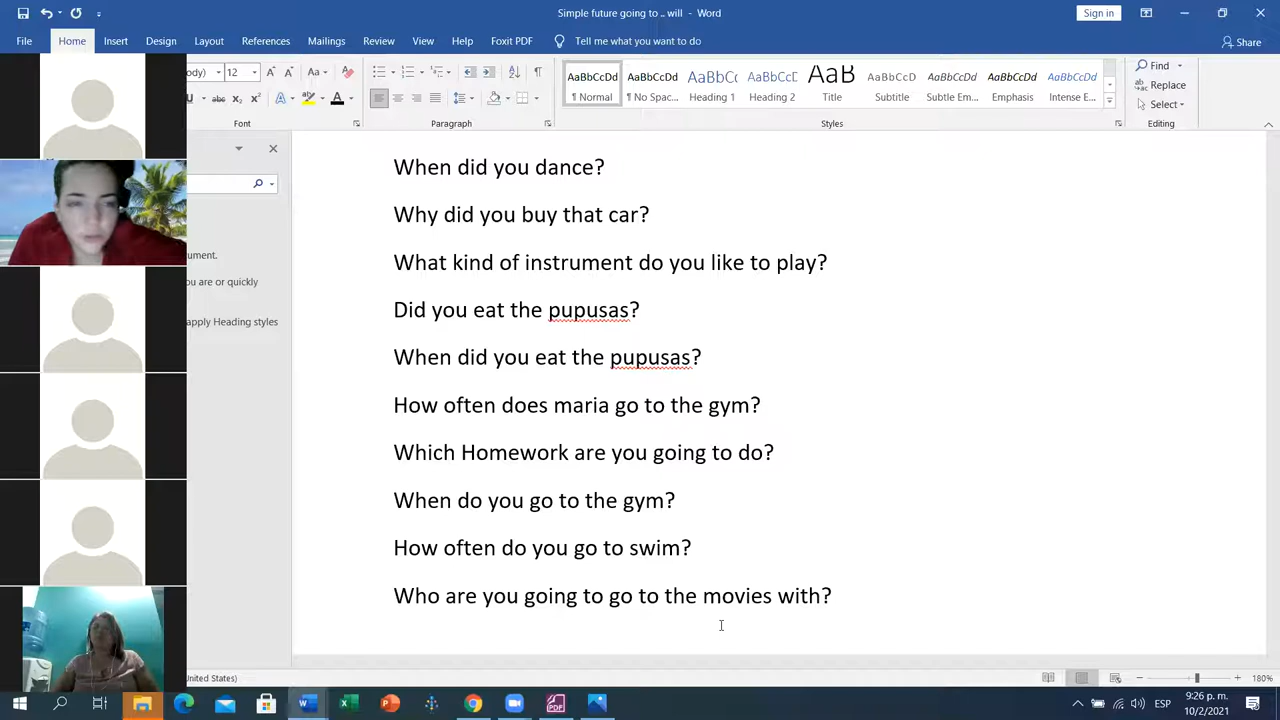 Simple future going to .. will - Word
Sign in
File Home Insert Design Layout References Mailings Review View Help Foxit PDF Tell me what you want to do Share
12 Aa
abc X2 X2 A A
AaBbCcDd AaBbCcDd AaBbCc AaBbCcD AaB AaBbCcD AaBbCcDd AaBbCcDd AaBbCcDd
¶ Normal ¶ No Spac... Heading 1 Heading 2 Title Subtitle Subtle Em... Emphasis Intense E...
Find
Replace
Select
Font Paragraph Styles Editing
When did you dance?
Why did you buy that car?
What kind of instrument do you like to play?
Did you eat the pupusas?
When did you eat the pupusas?
How often does maria go to the gym?
Which Homework are you going to do?
When do you go to the gym?
How often do you go to swim?
Who are you going to go to the movies with?
ument.
ou are or quickly
apply Heading styles
United States)
180%
ESP
9:26 p. m.
10/2/2021